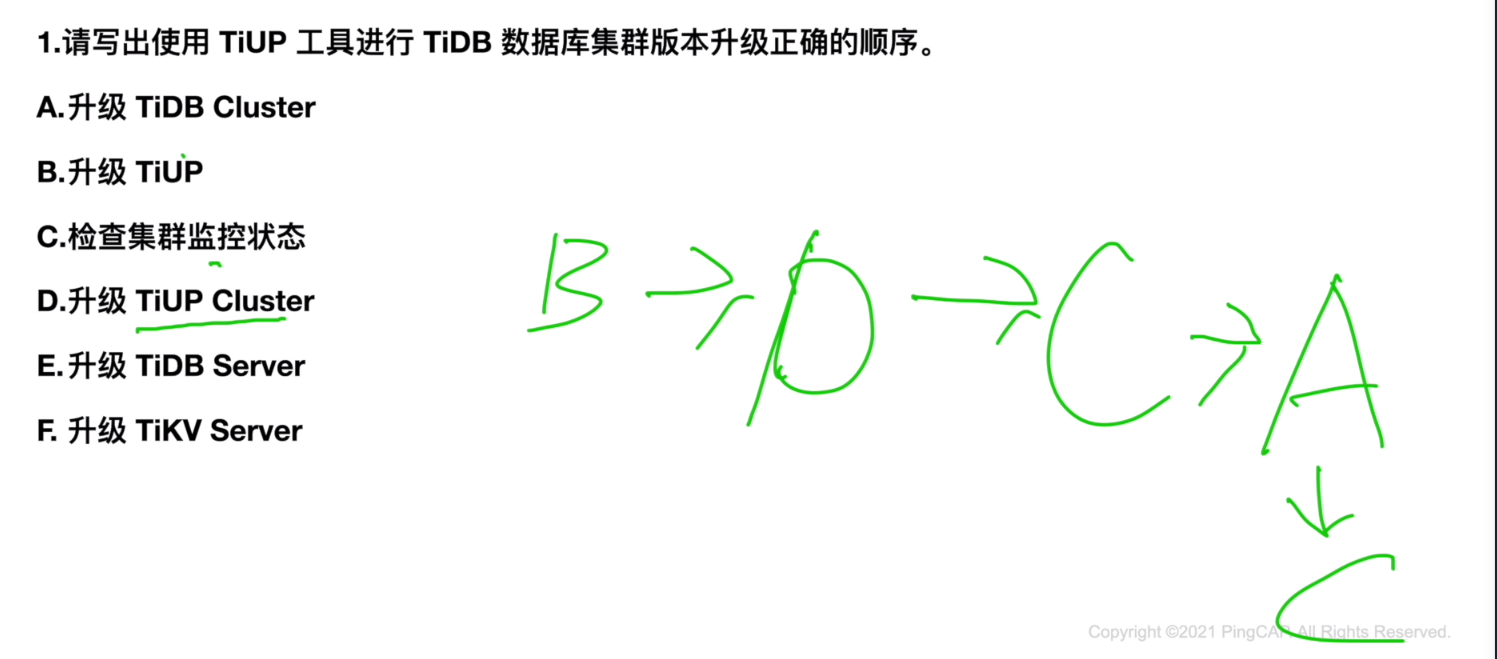 1.请写出使用 TiUP 工具进行 TiDB 数据库集群版本升级正确的顺序。
A.升级 TiDB Cluster
B.升级 TiUP
C.检查集群监控状态
D.升级 TiUP Cluster
E.升级 TiDB Server
F. 升级 TiKV Server
B → D → C → A
↓
C
Copyright ©2021 PingCAP. All Rights Reserved.